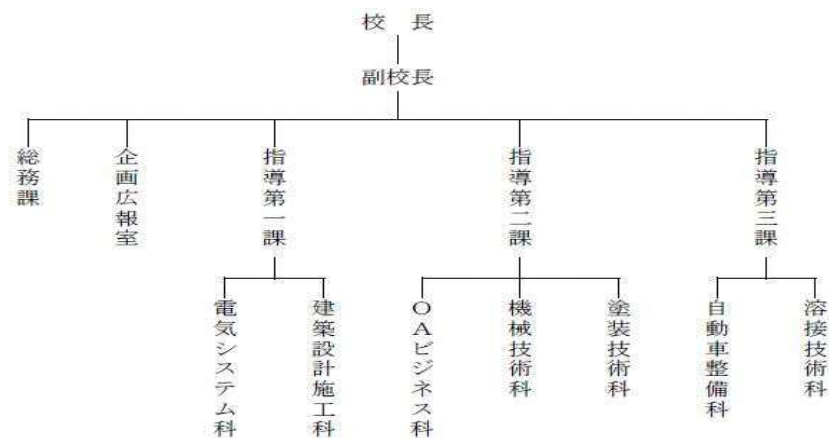 校　長
副校長
総務課
企画広報室
指導第一課
指導第二課
指導第三課
電気システム科
建築設計施工科
ＯＡビジネス科
機械技術科
塗装技術科
自動車整備科
溶接技術科